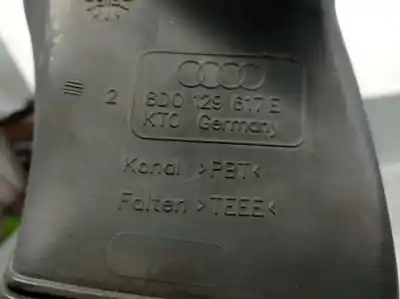 2
8D0 129 617 E
KTC Germany
Kanal >PBT<
Falten >TEEE<